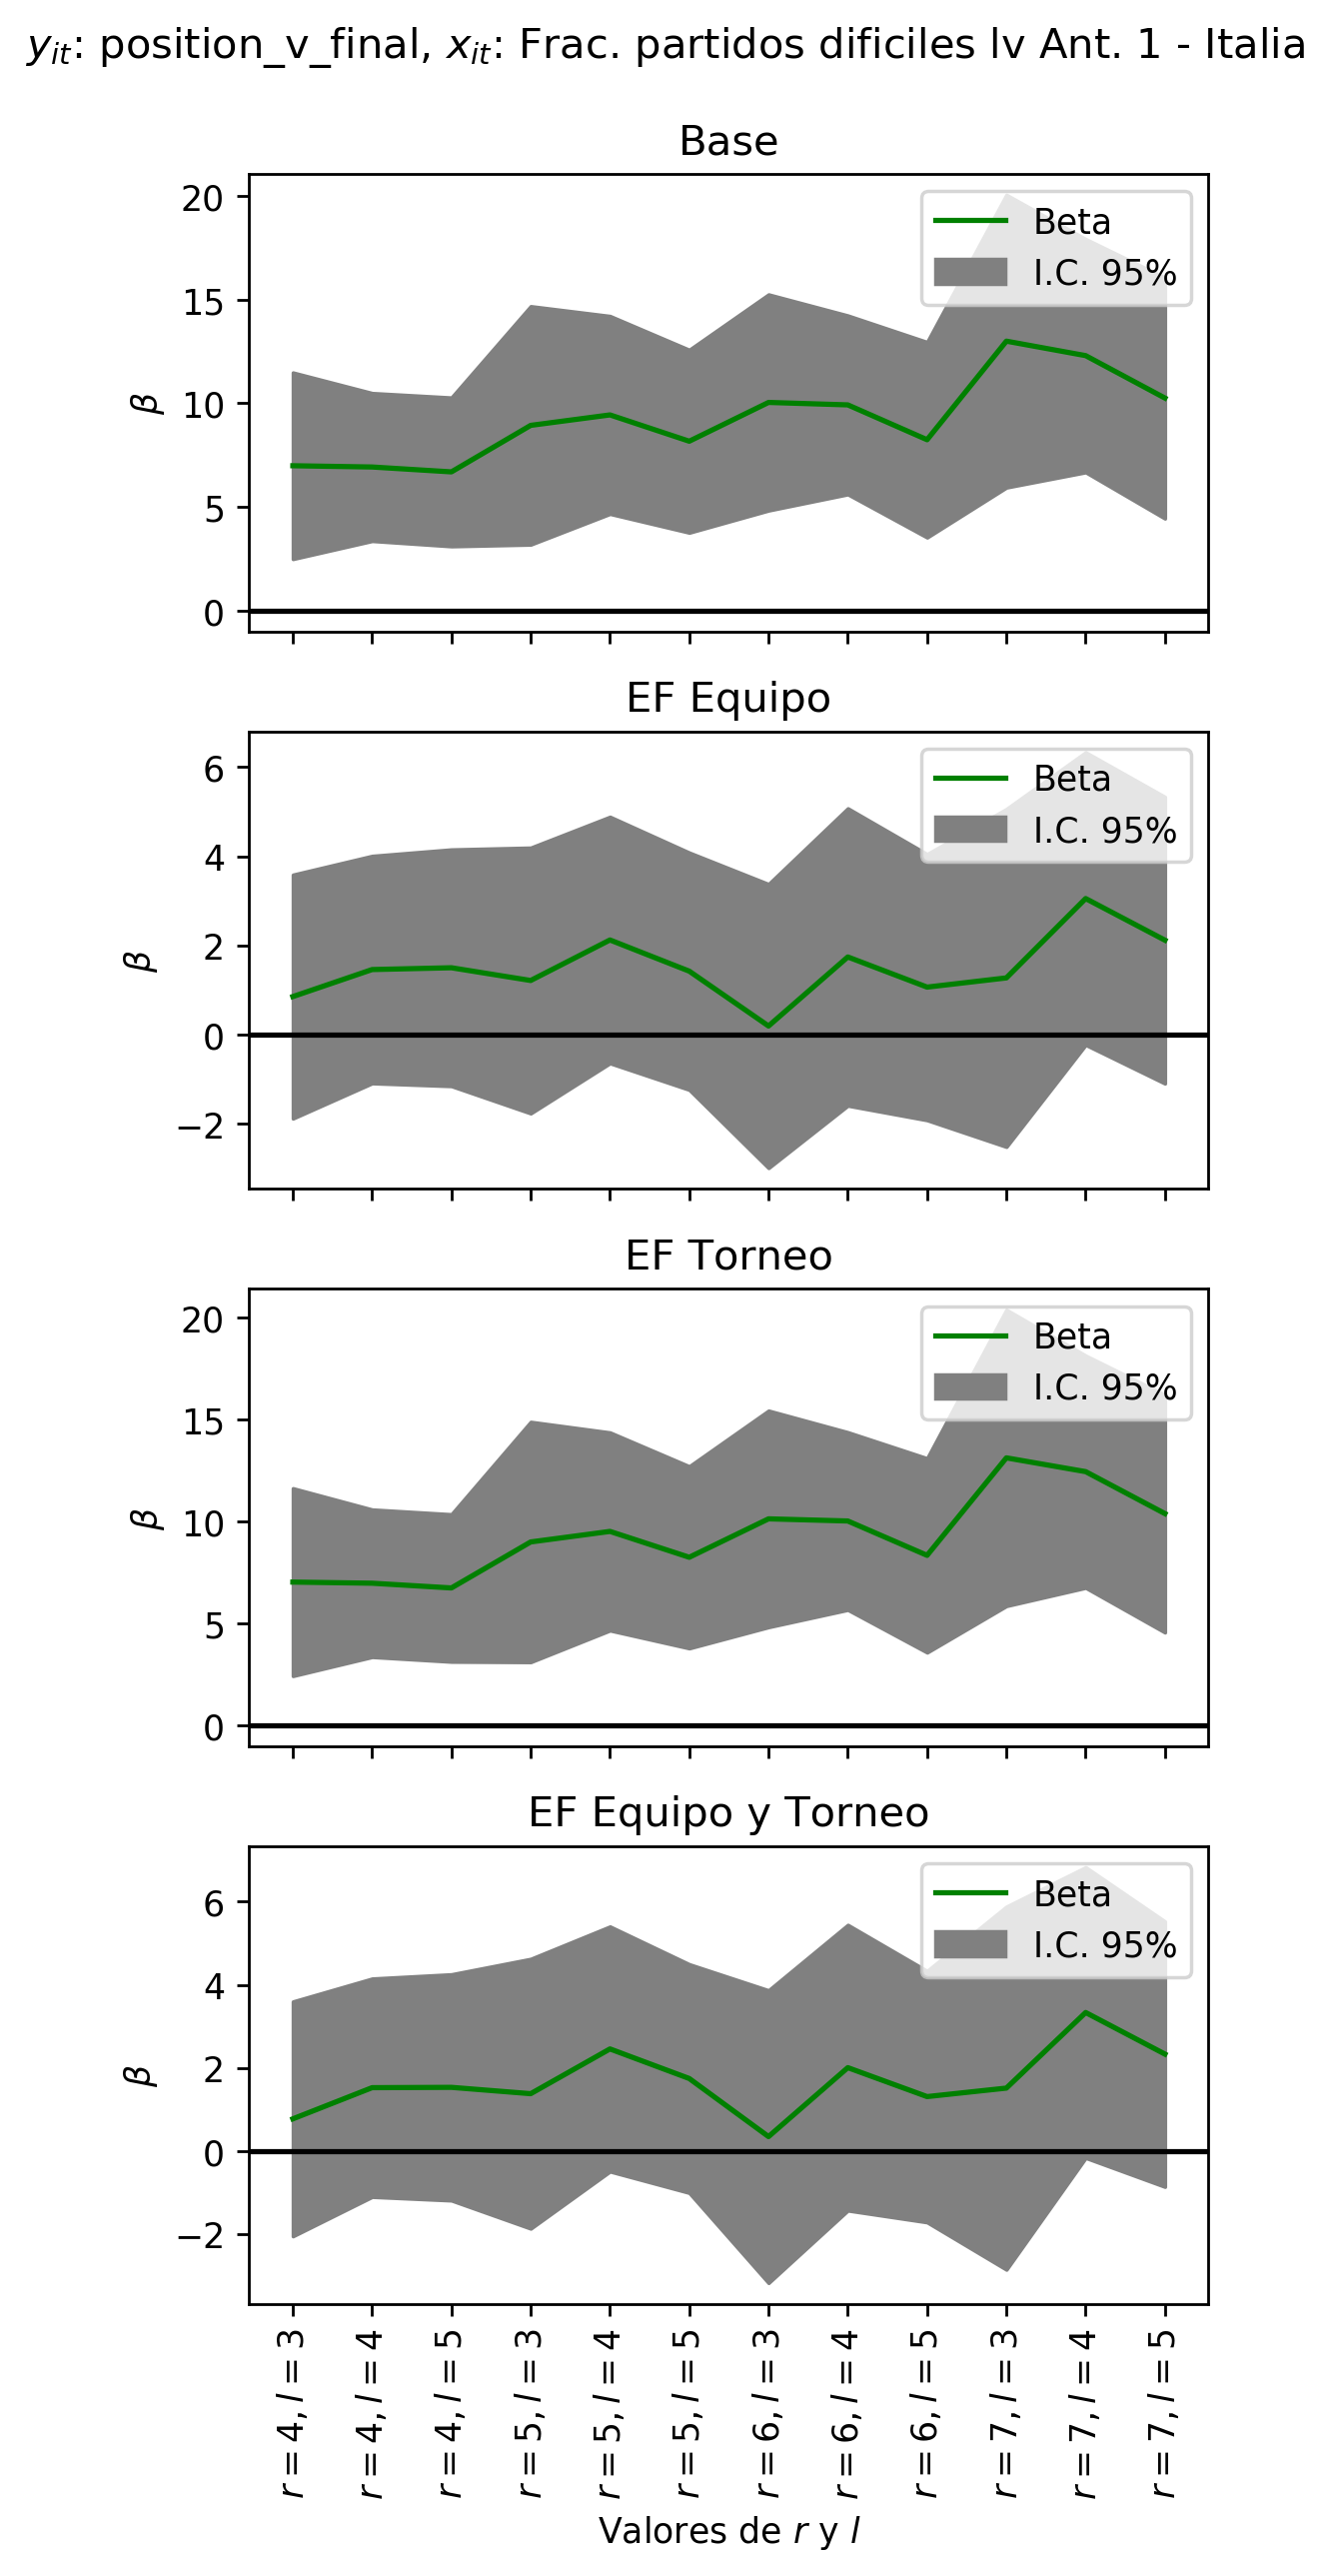 y_it: position_v_final, x_it: Frac. partidos dificiles lv Ant. 1 - Italia
Base
20
15
10
5
0
β
Beta
I.C. 95%
EF Equipo
6
4
2
0
−2
β
Beta
I.C. 95%
EF Torneo
20
15
10
5
0
β
Beta
I.C. 95%
EF Equipo y Torneo
6
4
2
0
−2
β
Beta
I.C. 95%
r = 4, l = 3
r = 4, l = 4
r = 4, l = 5
r = 5, l = 3
r = 5, l = 4
r = 5, l = 5
r = 6, l = 3
r = 6, l = 4
r = 6, l = 5
r = 7, l = 3
r = 7, l = 4
r = 7, l = 5
Valores de r y l